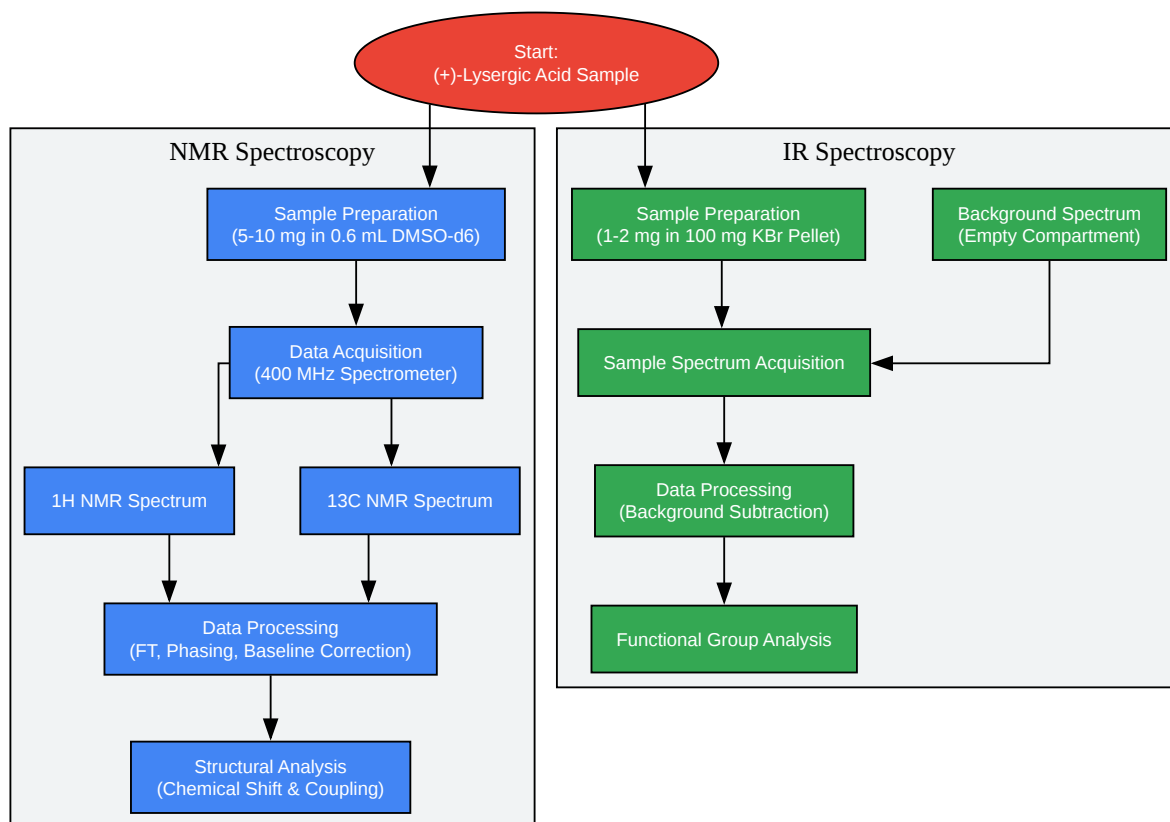 Start:
(+)-Lysergic Acid Sample
NMR Spectroscopy
Sample Preparation
(5-10 mg in 0.6 mL DMSO-d6)
Data Acquisition
(400 MHz Spectrometer)
1H NMR Spectrum
13C NMR Spectrum
Data Processing
(FT, Phasing, Baseline Correction)
Structural Analysis
(Chemical Shift & Coupling)
IR Spectroscopy
Sample Preparation
(1-2 mg in 100 mg KBr Pellet)
Background Spectrum
(Empty Compartment)
Sample Spectrum Acquisition
Data Processing
(Background Subtraction)
Functional Group Analysis